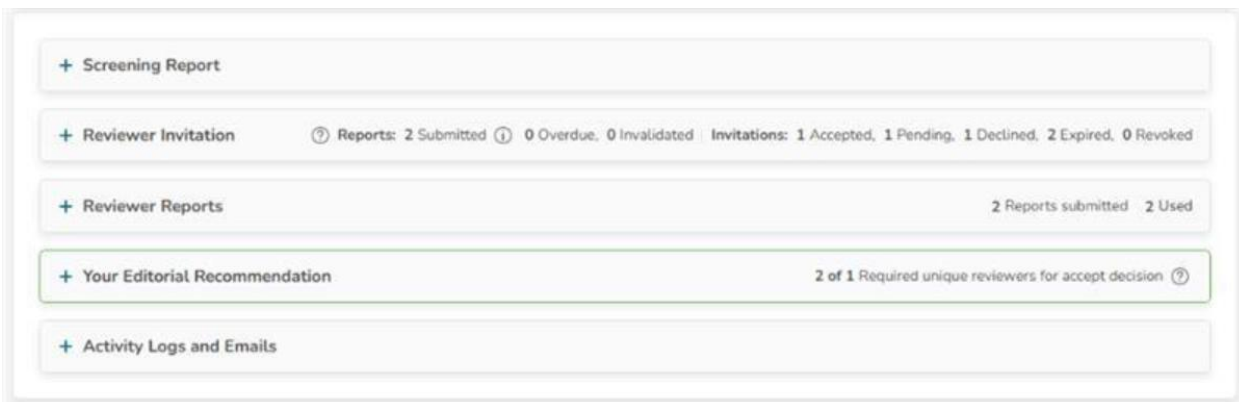 + Screening Report
+ Reviewer Invitation ? Reports: 2 Submitted i 0 Overdue, 0 Invalidated | Invitations: 1 Accepted, 1 Pending, 1 Declined, 2 Expired, 0 Revoked
+ Reviewer Reports 2 Reports submitted 2 Used
+ Your Editorial Recommendation 2 of 1 Required unique reviewers for accept decision ?
+ Activity Logs and Emails